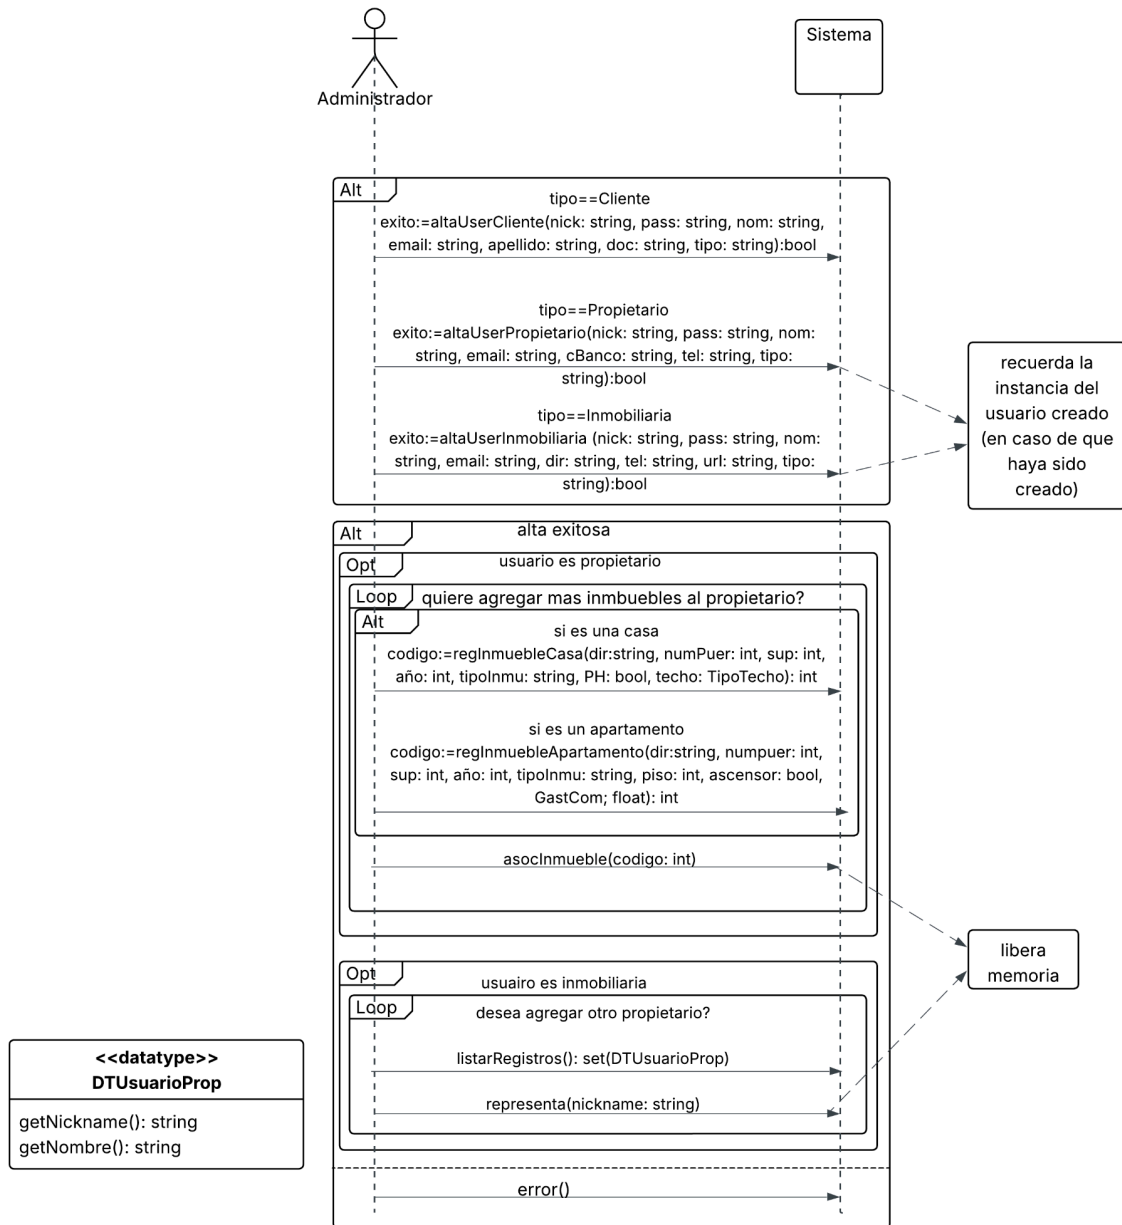 Sistema
Administrador
Alt
tipo==Cliente
exito:=altaUserCliente(nick: string, pass: string, nom: string,
email: string, apellido: string, doc: string, tipo: string):bool
tipo==Propietario
exito:=altaUserPropietario(nick: string, pass: string, nom:
string, email: string, cBanco: string, tel: string, tipo:
string):bool
tipo==Inmobiliaria
exito:=altaUserInmobiliaria (nick: string, pass: string, nom:
string, email: string, dir: string, tel: string, url: string, tipo:
string):bool
recuerda la
instancia del
usuario creado
(en caso de que
haya sido
creado)
Alt
alta exitosa
Opt
usuario es propietario
Loop
quiere agregar mas inmbuebles al propietario?
Alt
si es una casa
codigo:=regInmuebleCasa(dir:string, numPuer: int, sup: int,
año: int, tipoInmu: string, PH: bool, techo: TipoTecho): int
si es un apartamento
codigo:=regInmuebleApartamento(dir:string, numpuer: int,
sup: int, año: int, tipoInmu: string, piso: int, ascensor: bool,
GastCom; float): int
asocInmueble(codigo: int)
libera
memoria
Opt
usuairo es inmobiliaria
Loop
desea agregar otro propietario?
listarRegistros(): set(DTUsuarioProp)
representa(nickname: string)
<<datatype>>
DTUsuarioProp
getNickname(): string
getNombre(): string
error()